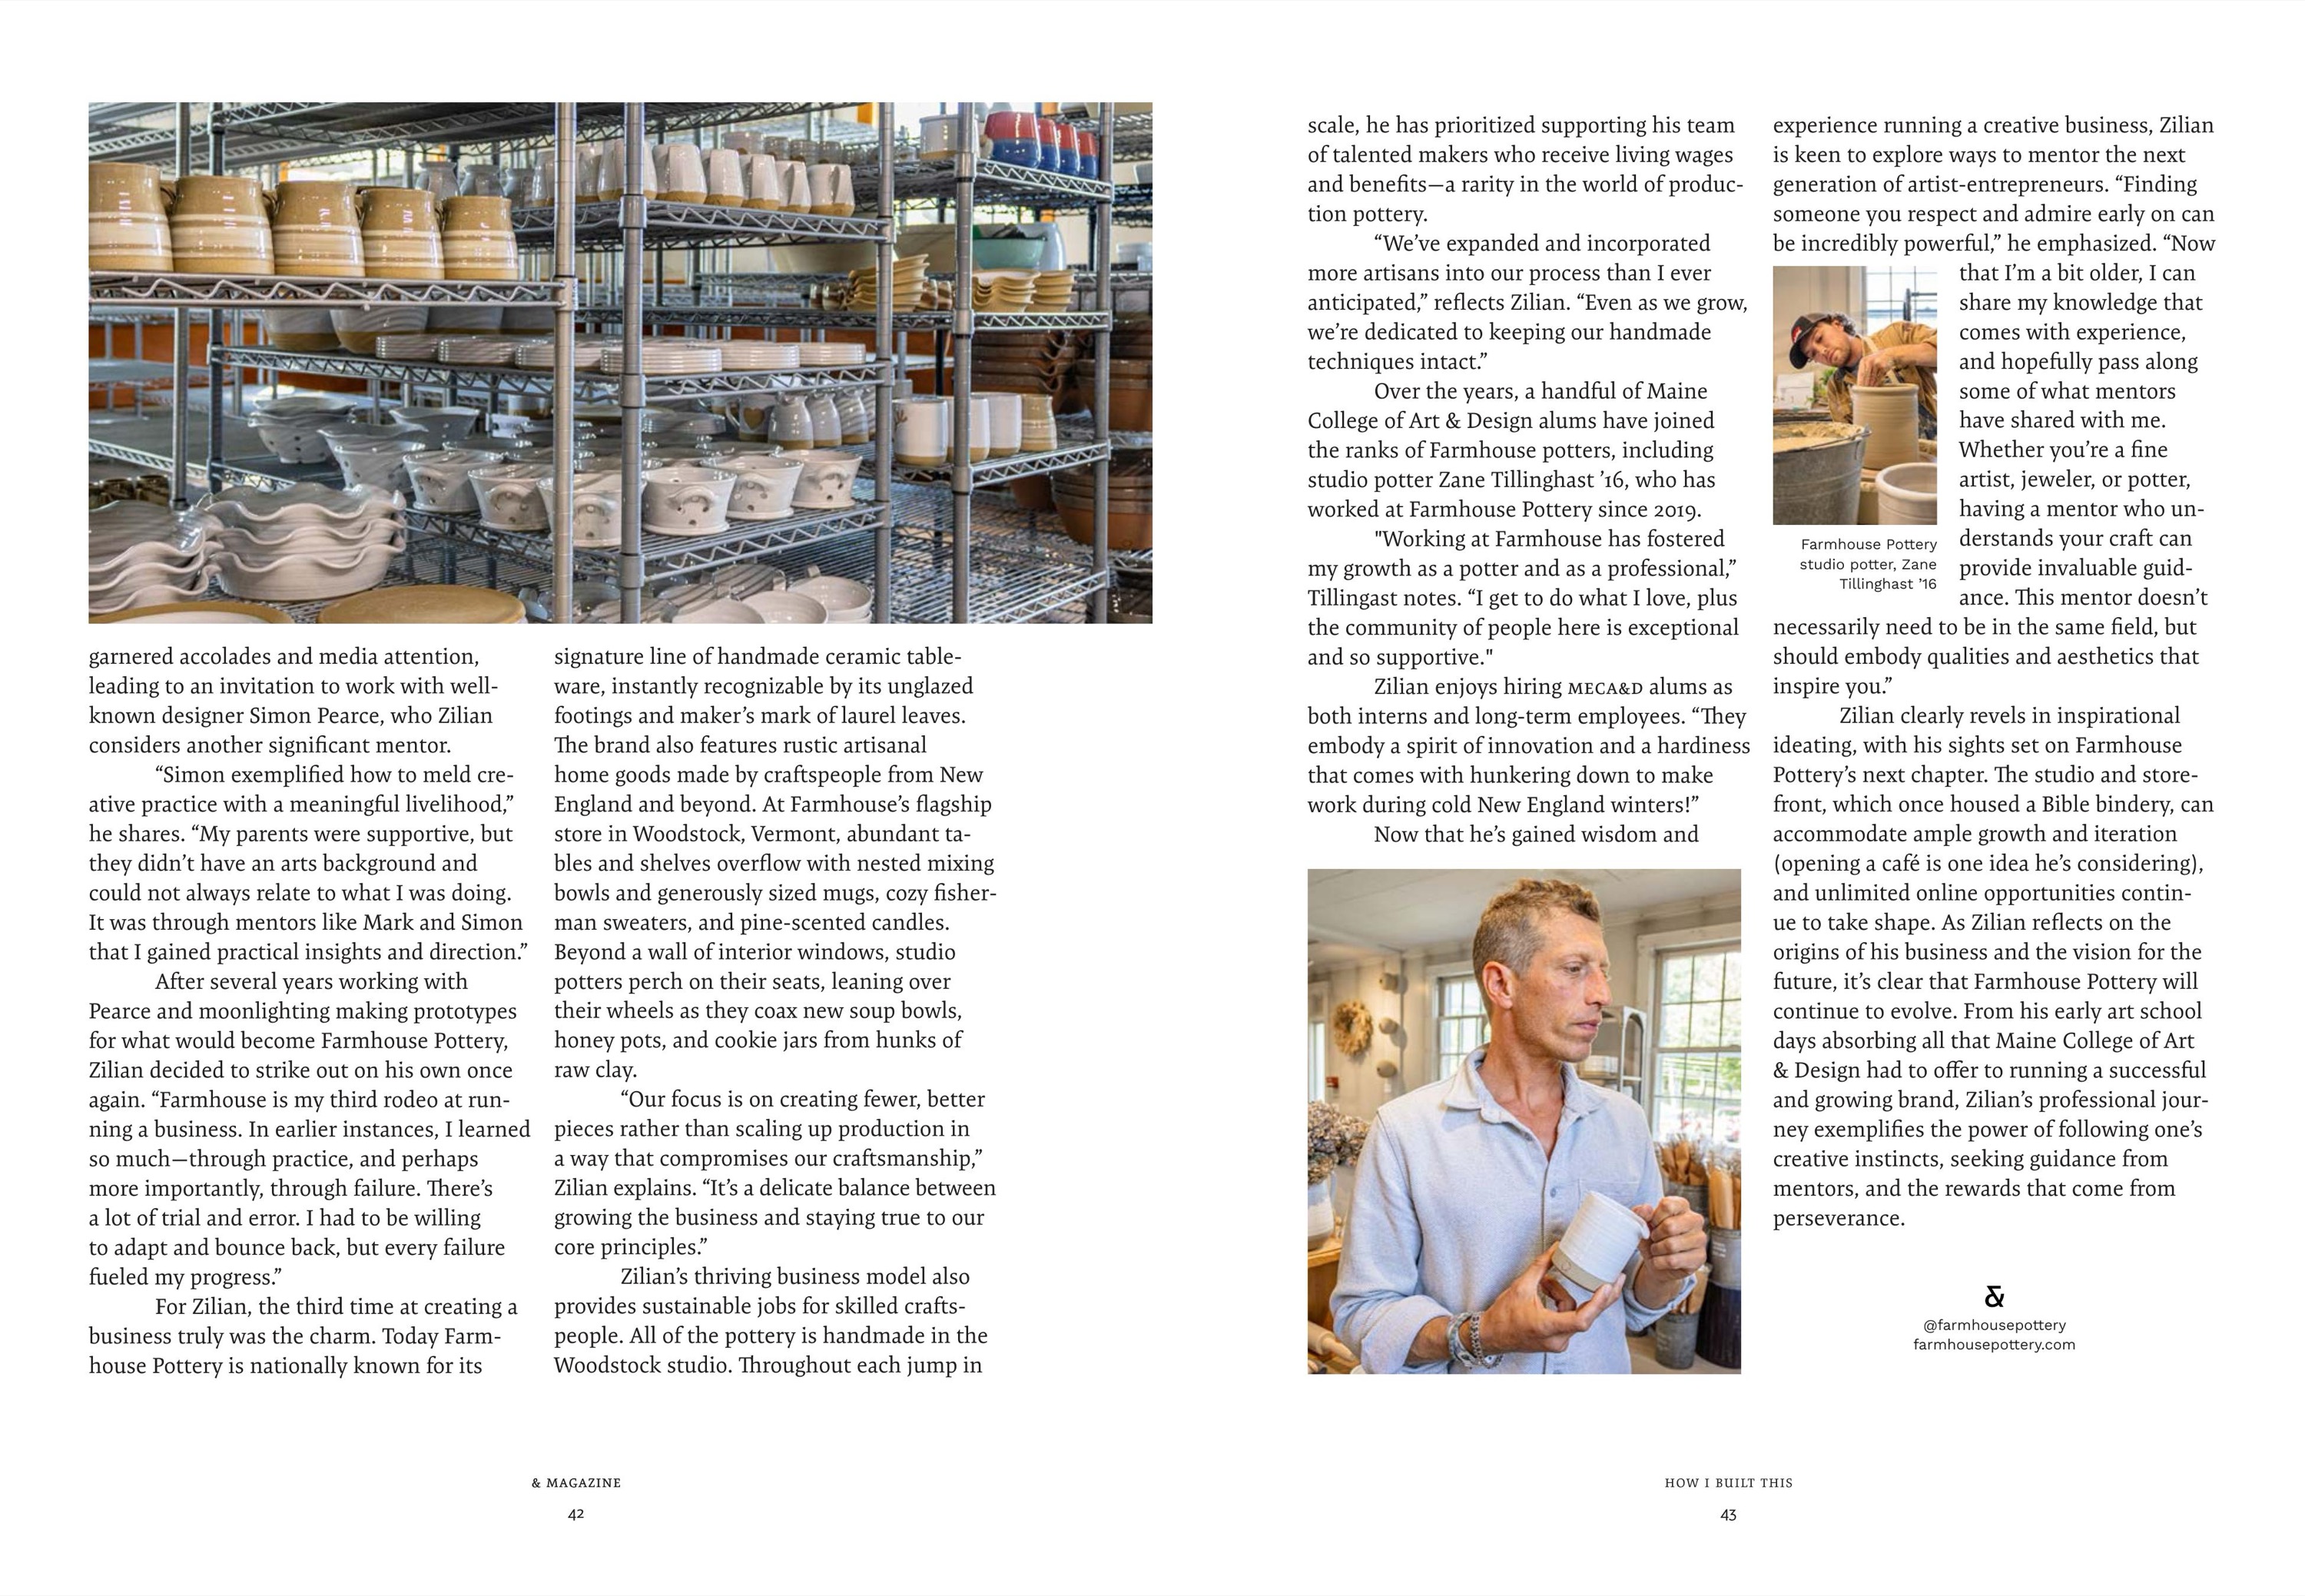 garnered accolades and media attention,
leading to an invitation to work with well-
known designer Simon Pearce, who Zilian
considers another significant mentor.
“Simon exemplified how to meld cre-
ative practice with a meaningful livelihood,”
he shares. “My parents were supportive, but
they didn’t have an arts background and
could not always relate to what I was doing.
It was through mentors like Mark and Simon
that I gained practical insights and direction.”
After several years working with
Pearce and moonlighting making prototypes
for what would become Farmhouse Pottery,
Zilian decided to strike out on his own once
again. “Farmhouse is my third rodeo at run-
ning a business. In earlier instances, I learned
so much—through practice, and perhaps
more importantly, through failure. There’s
a lot of trial and error. I had to be willing
to adapt and bounce back, but every failure
fueled my progress.”
For Zilian, the third time at creating a
business truly was the charm. Today Farm-
house Pottery is nationally known for its
signature line of handmade ceramic table-
ware, instantly recognizable by its unglazed
footings and maker’s mark of laurel leaves.
The brand also features rustic artisanal
home goods made by craftspeople from New
England and beyond. At Farmhouse’s flagship
store in Woodstock, Vermont, abundant ta-
bles and shelves overflow with nested mixing
bowls and generously sized mugs, cozy fisher-
man sweaters, and pine-scented candles.
Beyond a wall of interior windows, studio
potters perch on their seats, leaning over
their wheels as they coax new soup bowls,
honey pots, and cookie jars from hunks of
raw clay.
“Our focus is on creating fewer, better
pieces rather than scaling up production in
a way that compromises our craftsmanship,”
Zilian explains. “It’s a delicate balance between
growing the business and staying true to our
core principles.”
Zilian’s thriving business model also
provides sustainable jobs for skilled crafts-
people. All of the pottery is handmade in the
Woodstock studio. Throughout each jump in
& MAGAZINE
42
scale, he has prioritized supporting his team
of talented makers who receive living wages
and benefits—a rarity in the world of produc-
tion pottery.
“We’ve expanded and incorporated
more artisans into our process than I ever
anticipated,” reflects Zilian. “Even as we grow,
we’re dedicated to keeping our handmade
techniques intact.”
Over the years, a handful of Maine
College of Art & Design alums have joined
the ranks of Farmhouse potters, including
studio potter Zane Tillinghast ’16, who has
worked at Farmhouse Pottery since 2019.
"Working at Farmhouse has fostered
my growth as a potter and as a professional,”
Tillingast notes. “I get to do what I love, plus
the community of people here is exceptional
and so supportive."
Zilian enjoys hiring MECA&D alums as
both interns and long-term employees. “They
embody a spirit of innovation and a hardiness
that comes with hunkering down to make
work during cold New England winters!”
Now that he’s gained wisdom and
experience running a creative business, Zilian
is keen to explore ways to mentor the next
generation of artist-entrepreneurs. “Finding
someone you respect and admire early on can
be incredibly powerful,” he emphasized. “Now
that I’m a bit older, I can
share my knowledge that
comes with experience,
and hopefully pass along
some of what mentors
have shared with me.
Whether you’re a fine
artist, jeweler, or potter,
having a mentor who un-
derstands your craft can
provide invaluable guid-
ance. This mentor doesn’t
necessarily need to be in the same field, but
should embody qualities and aesthetics that
inspire you.”
Farmhouse Pottery
studio potter, Zane
Tillinghast ’16
Zilian clearly revels in inspirational
ideating, with his sights set on Farmhouse
Pottery’s next chapter. The studio and store-
front, which once housed a Bible bindery, can
accommodate ample growth and iteration
(opening a café is one idea he’s considering),
and unlimited online opportunities contin-
ue to take shape. As Zilian reflects on the
origins of his business and the vision for the
future, it’s clear that Farmhouse Pottery will
continue to evolve. From his early art school
days absorbing all that Maine College of Art
& Design had to offer to running a successful
and growing brand, Zilian’s professional jour-
ney exemplifies the power of following one’s
creative instincts, seeking guidance from
mentors, and the rewards that come from
perseverance.
&
@farmhousepottery
farmhousepottery.com
HOW I BUILT THIS
43